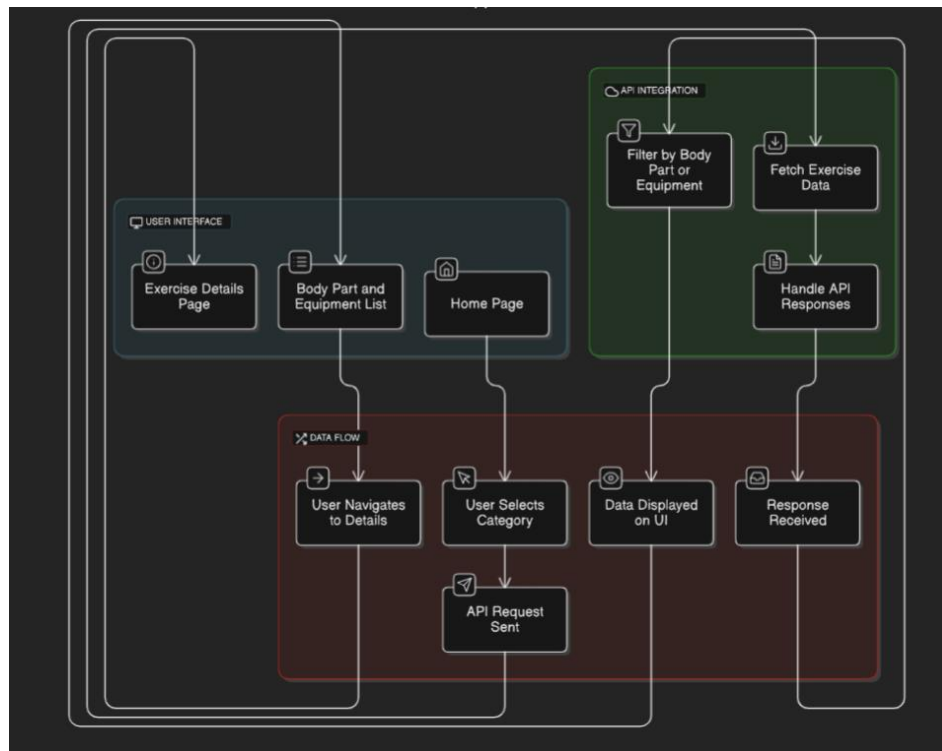 API INTEGRATION
Filter by Body
Part or
Equipment
Fetch Exercise
Data
USER INTERFACE
Exercise Details
Page
Body Part and
Equipment List
Home Page
Handle API
Responses
DATA FLOW
User Navigates
to Details
User Selects
Category
Data Displayed
on UI
Response
Received
API Request
Sent